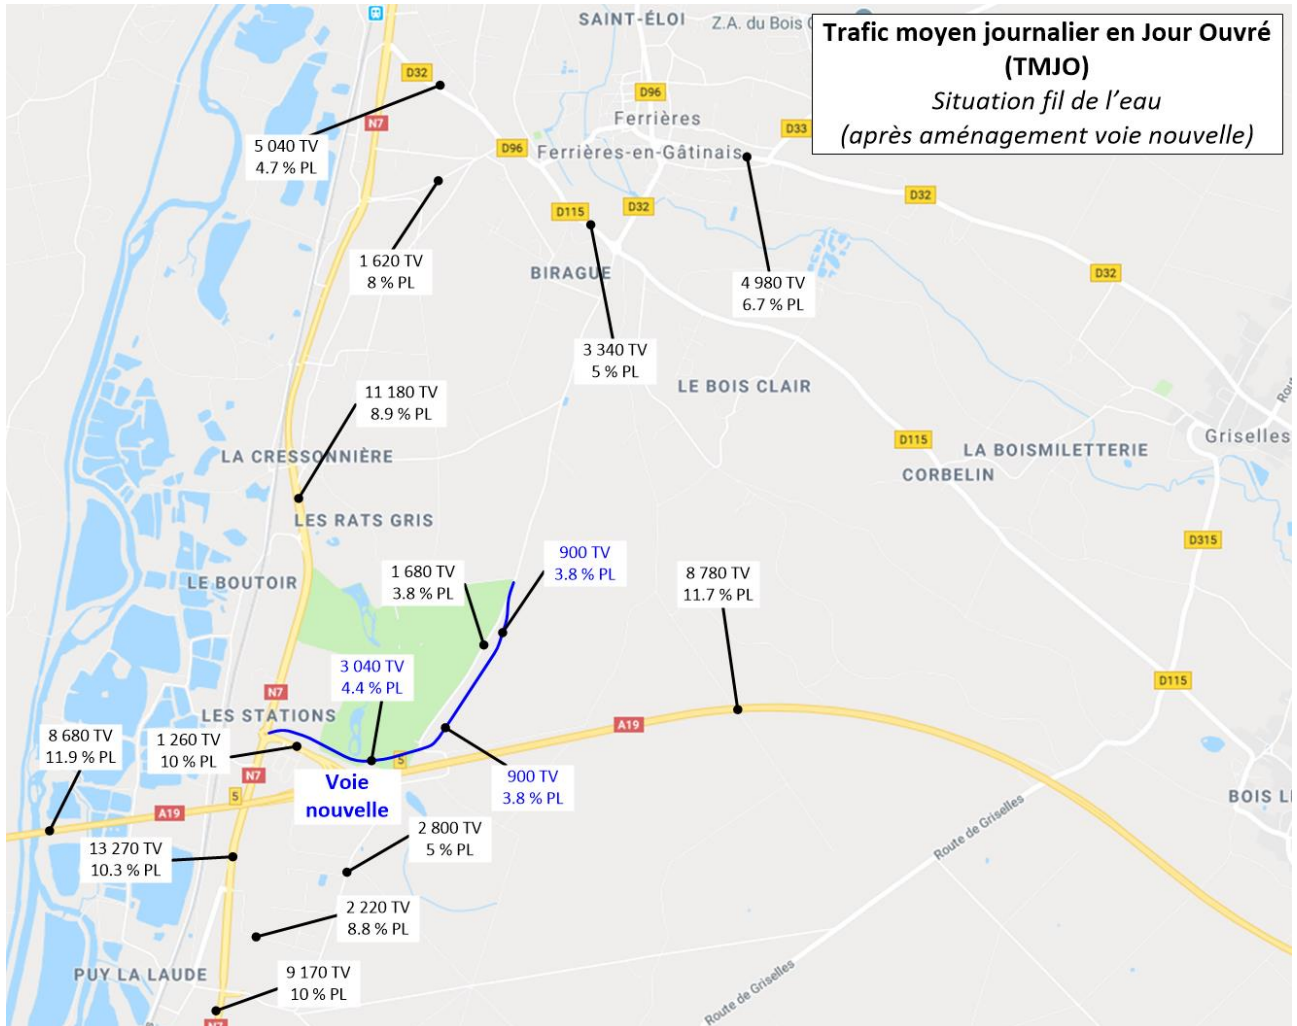 SAINT-ÉLOI
Z.A. du Bois
Trafic moyen journalier en Jour Ouvré
(TMJO)
Situation fil de l'eau
(après aménagement voie nouvelle)
D32
D96
Ferrières
N7
D33
5 040 TV
4.7 % PL
D96
Ferrières-en-Gâtinais
D32
D115
D32
1 620 TV
8 % PL
BIRAGUE
D32
4 980 TV
6.7 % PL
3 340 TV
5 % PL
LE BOIS CLAIR
11 180 TV
8.9 % PL
Griselles
D115
LA BOISMILETTERIE
LA CRESSONNIÈRE
CORBELIN
LES RATS GRIS
D315
900 TV
3.8 % PL
LE BOUTOIR
1 680 TV
3.8 % PL
8 780 TV
11.7 % PL
3 040 TV
4.4 % PL
N7
D115
LES STATIONS
A19
8 680 TV
11.9 % PL
1 260 TV
10 % PL
5
N7
Voie
nouvelle
900 TV
3.8 % PL
5
BOIS
A19
Route de Griselles
2 800 TV
5 % PL
13 270 TV
10.3 % PL
2 220 TV
8.8 % PL
PUY LA LAUDE
9 170 TV
10 % PL
Route de Griselles
N7